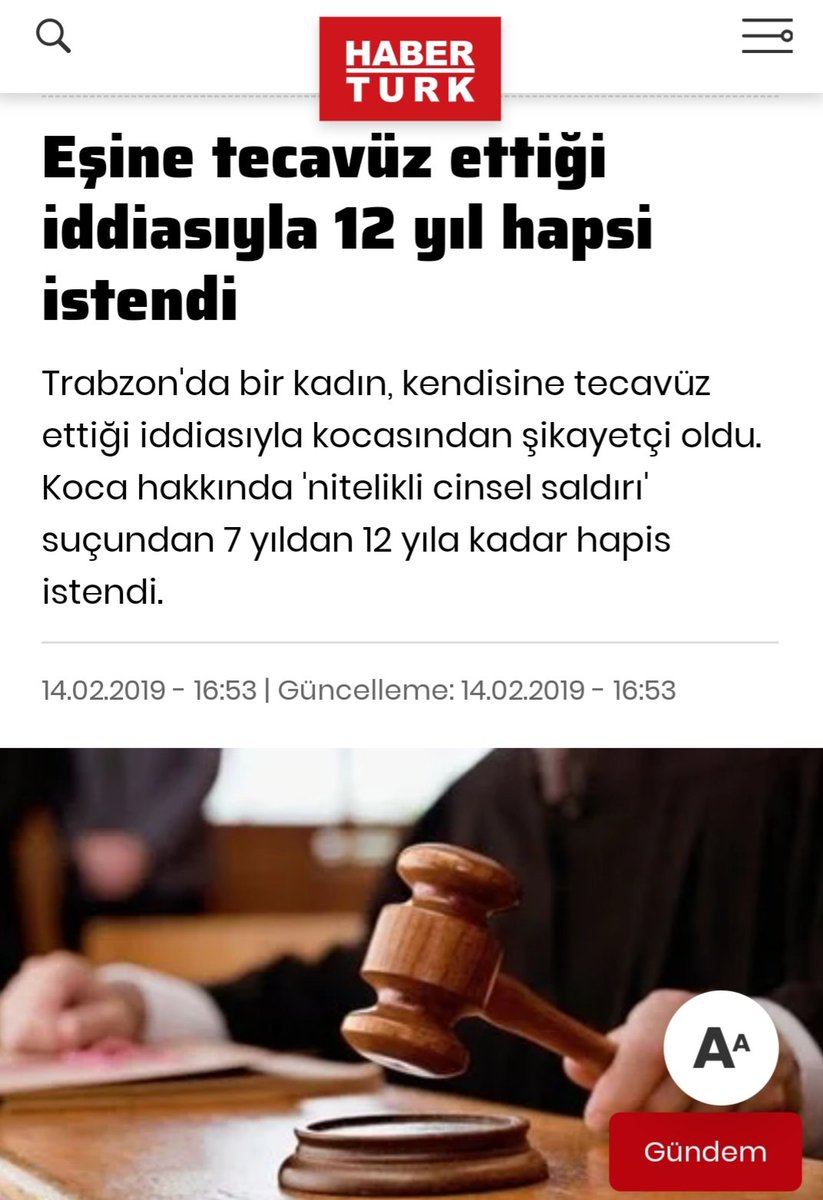 HABER
TURK
Eşine tecavüz ettiği
iddiasıyla 12 yıl hapsi
istendi
Trabzon'da bir kadın, kendisine tecavüz
ettiği iddiasıyla kocasından şikayetçi oldu.
Koca hakkında 'nitelikli cinsel saldırı'
suçundan 7 yıldan 12 yıla kadar hapis
istendi.
14.02.2019 - 16:53 | Güncelleme: 14.02.2019 - 16:53
AA
Gündem